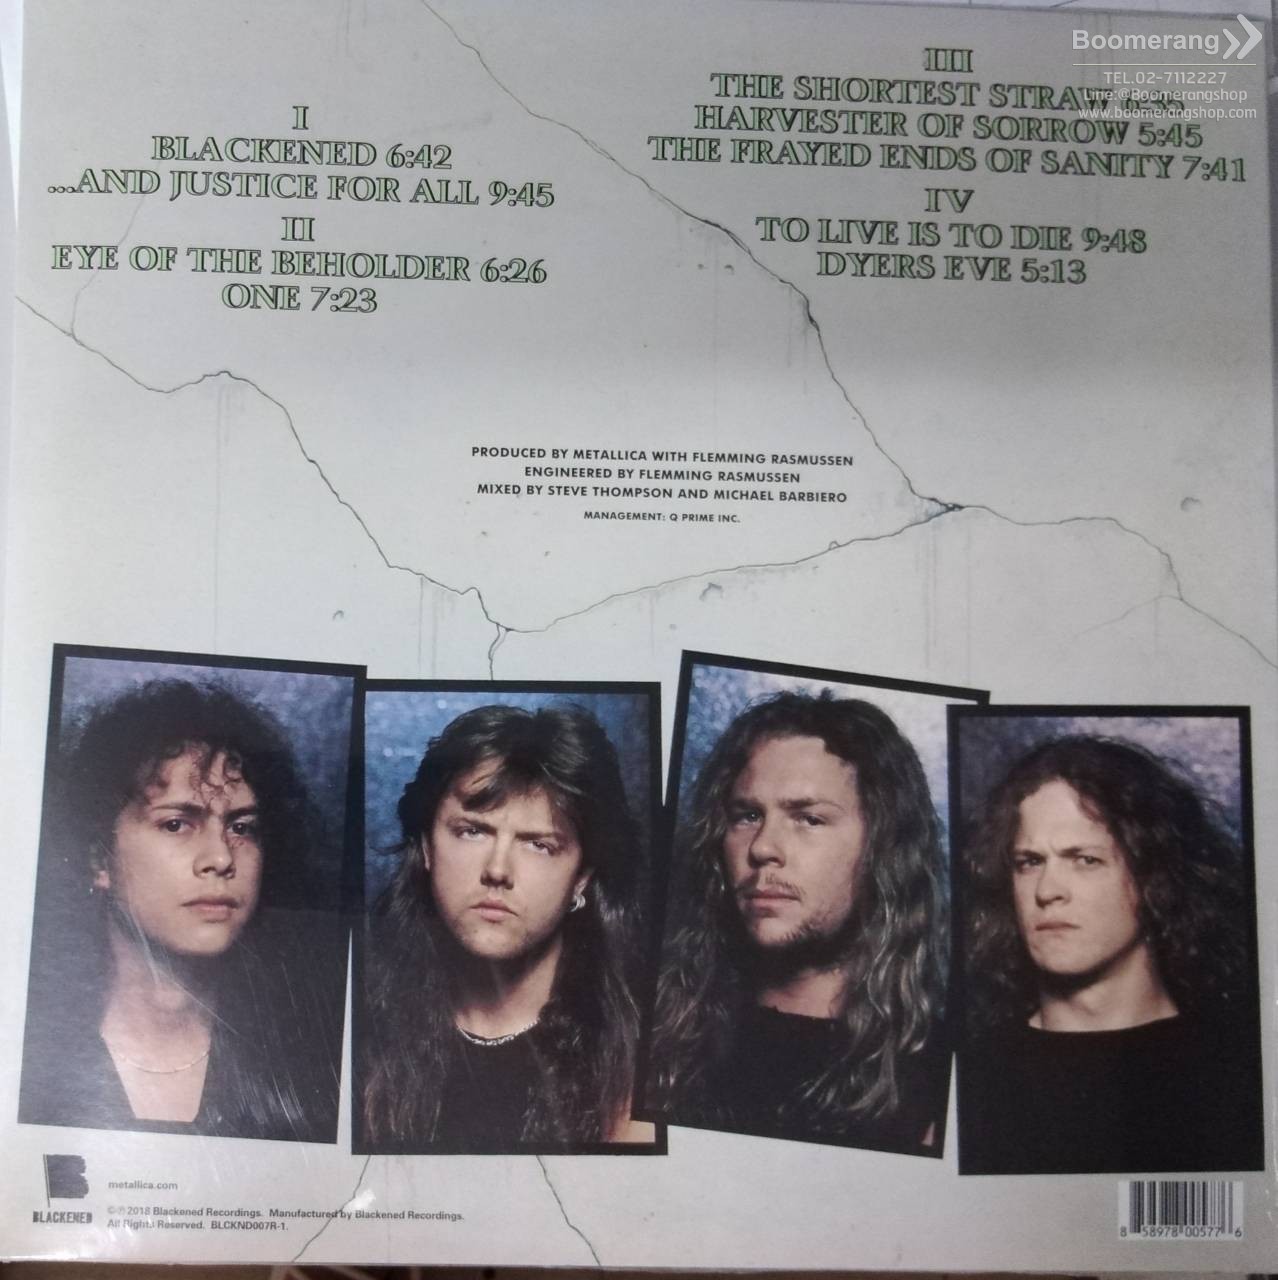 I
BLACKENED 6:42
...AND JUSTICE FOR ALL 9:45
II
EYE OF THE BEHOLDER 6:26
ONE 7:23
III
THE SHORTEST STRAW 6:35
HARVESTER OF SORROW 5:45
THE FRAYED ENDS OF SANITY 7:41
IV
TO LIVE IS TO DIE 9:48
DYERS EVE 5:13
Boomerang
TEL.02-7112227
Line:@Boomerangshop
www.boomerangshop.com
PRODUCED BY METALLICA WITH FLEMMING RASMUSSEN
ENGINEERED BY FLEMMING RASMUSSEN
MIXED BY STEVE THOMPSON AND MICHAEL BARBIERO
MANAGEMENT: Q PRIME INC.
B
BLACKENED
metallica.com
©℗ 2018 Blackened Recordings. Manufactured by Blackened Recordings.
All Rights Reserved. BLCKND007R-1.
8 58978 00577 6